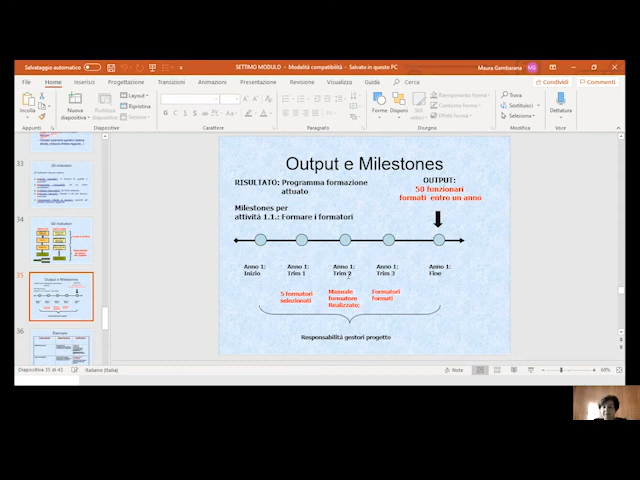 Salvataggio automatico
SETTIMO MODULO - Modalità compatibilità - Salvato in questo PC
Maura Gambarana
MG
File
Home
Inserisci
Progettazione
Transizioni
Animazioni
Presentazione
Revisione
Visualizza
Guida
Cerca
Condividi
Commenti
Incolla
Nuova
diapositiva
Riutilizza
diapositive
Layout
Ripristina
Sezione
Forme
Disponi
Stili
veloci
Riempimento forma
Contorno forma
Effetti forma
Trova
Sostituisci
Seleziona
Dettatura
Appunti
Diapositive
Carattere
Paragrafo
Disegno
Modifica
Voce
33
34
35
36
Output e Milestones
RISULTATO: Programma formazione
attuato
OUTPUT:
50 funzionari
formati entro un anno
Milestones per
attività 1.1.: Formare i formatori
Anno 1:
Inizio
Anno 1:
Trim 1
Anno 1:
Trim 2
Anno 1:
Trim 3
Anno 1:
Fine
5 formatori
selezionati
Manuale
formatore
Realizzato;
Formatori
formati
Responsabilità gestori progetto
Diapositiva 35 di 43
Italiano (Italia)
Note
68%